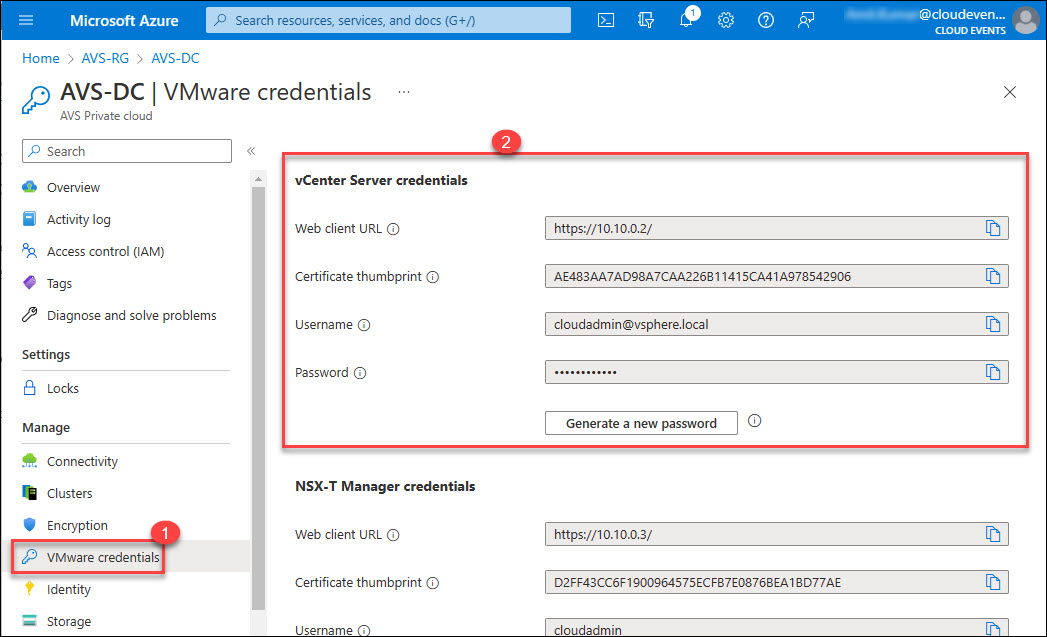 Microsoft Azure
Search resources, services, and docs (G+/)
1
@cloudeven...
CLOUD EVENTS
Home > AVS-RG > AVS-DC
AVS-DC | VMware credentials ...
AVS Private cloud
Search
«
Overview
Activity log
Access control (IAM)
Tags
Diagnose and solve problems
Settings
Locks
Manage
Connectivity
Clusters
Encryption
1
VMware credentials
Identity
Storage
2
vCenter Server credentials
Web client URL
https://10.10.0.2/
Certificate thumbprint
AE483AA7AD98A7CAA226B11415CA41A978542906
Username
cloudadmin@vsphere.local
Password
••••••••••••
Generate a new password
NSX-T Manager credentials
Web client URL
https://10.10.0.3/
Certificate thumbprint
D2FF43CC6F1900964575ECFB7E0876BEA1BD77AE
Username
cloudadmin